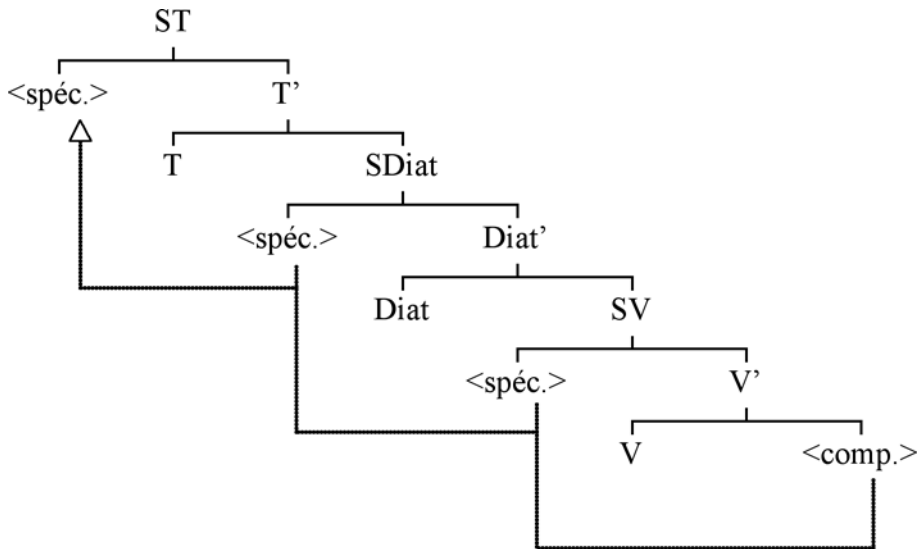 ST
<spéc.> T’
T SDiat
<spéc.> Diat’
Diat SV
<spéc.> V’
V <comp.>